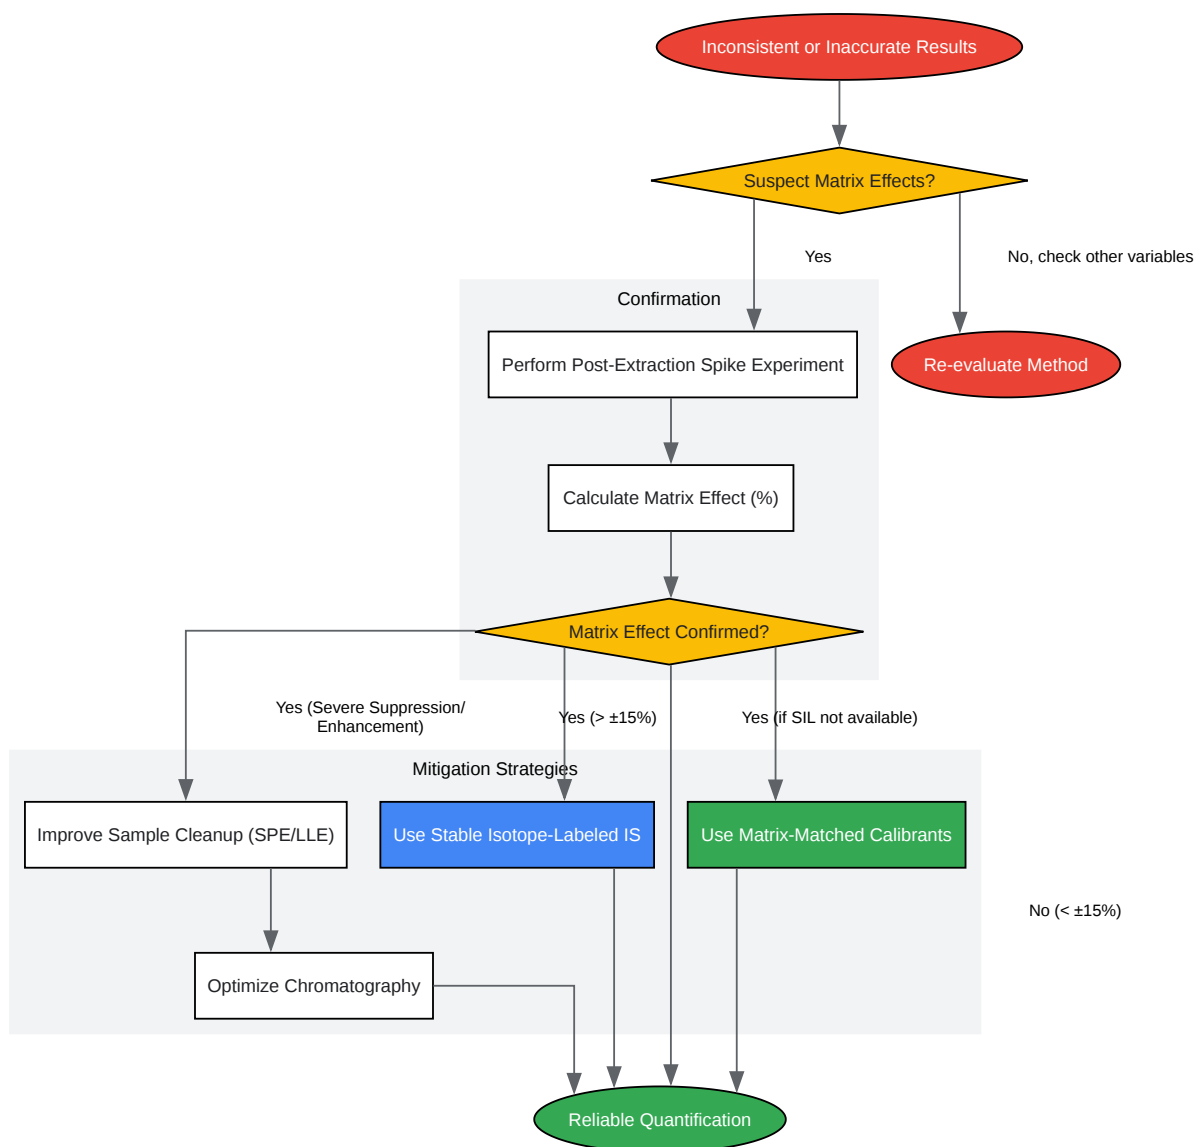 Inconsistent or Inaccurate Results
Suspect Matrix Effects?
Yes
No, check other variables
Confirmation
Perform Post-Extraction Spike Experiment
Re-evaluate Method
Calculate Matrix Effect (%)
Matrix Effect Confirmed?
Yes (Severe Suppression/
Enhancement)
Yes (> ±15%)
Yes (if SIL not available)
Mitigation Strategies
Improve Sample Cleanup (SPE/LLE)
Use Stable Isotope-Labeled IS
Use Matrix-Matched Calibrants
No (< ±15%)
Optimize Chromatography
Reliable Quantification